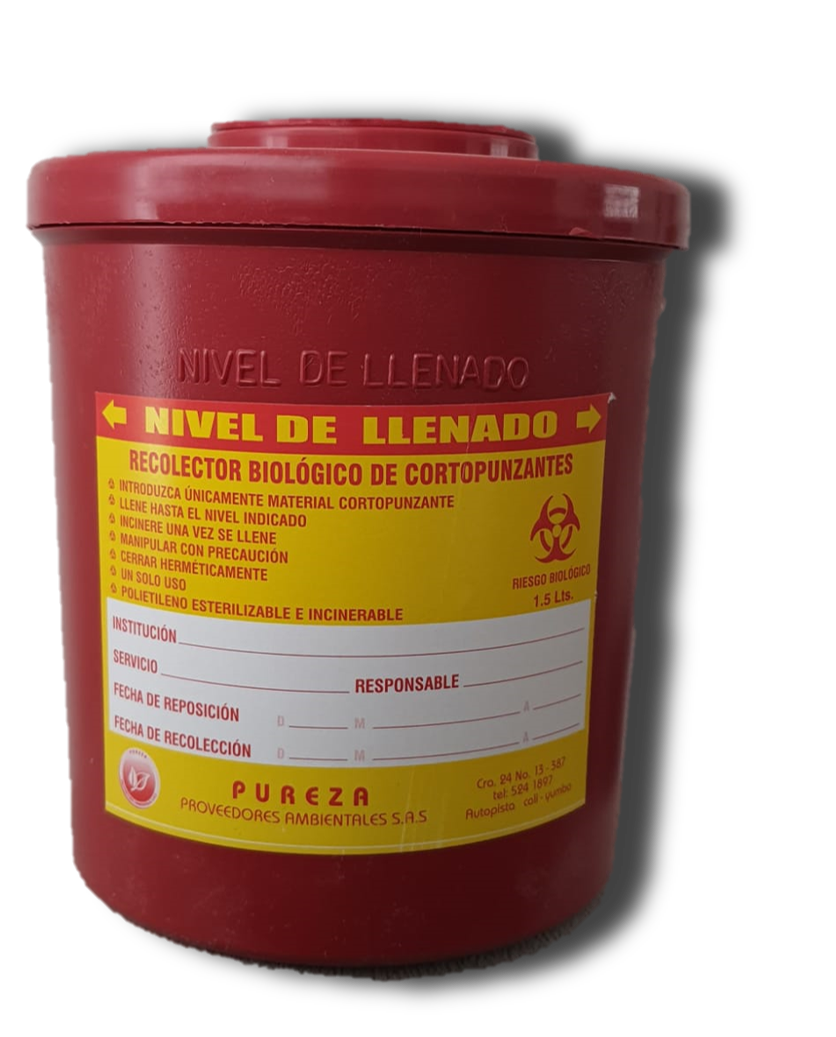 NIVEL DE LLENADO
NIVEL DE LLENADO
RECOLECTOR BIOLÓGICO DE CORTOPUNZANTES
INTRODUZCA ÚNICAMENTE MATERIAL CORTOPUNZANTE
LLENE HASTA EL NIVEL INDICADO
INCINERE UNA VEZ SE LLENE
MANIPULAR CON PRECAUCIÓN
CERRAR HERMÉTICAMENTE
UN SOLO USO
POLIETILENO ESTERILIZABLE E INCINERABLE
RIESGO BIOLÓGICO
1.5 Lts.
INSTITUCIÓN
SERVICIO RESPONSABLE
FECHA DE REPOSICIÓN D M A
FECHA DE RECOLECCIÓN D M A
PUREZA
PROVEEDORES AMBIENTALES S.A.S
Cra. 24 No. 13 - 387
tel: 524 1897
Autopista cali - yumbo